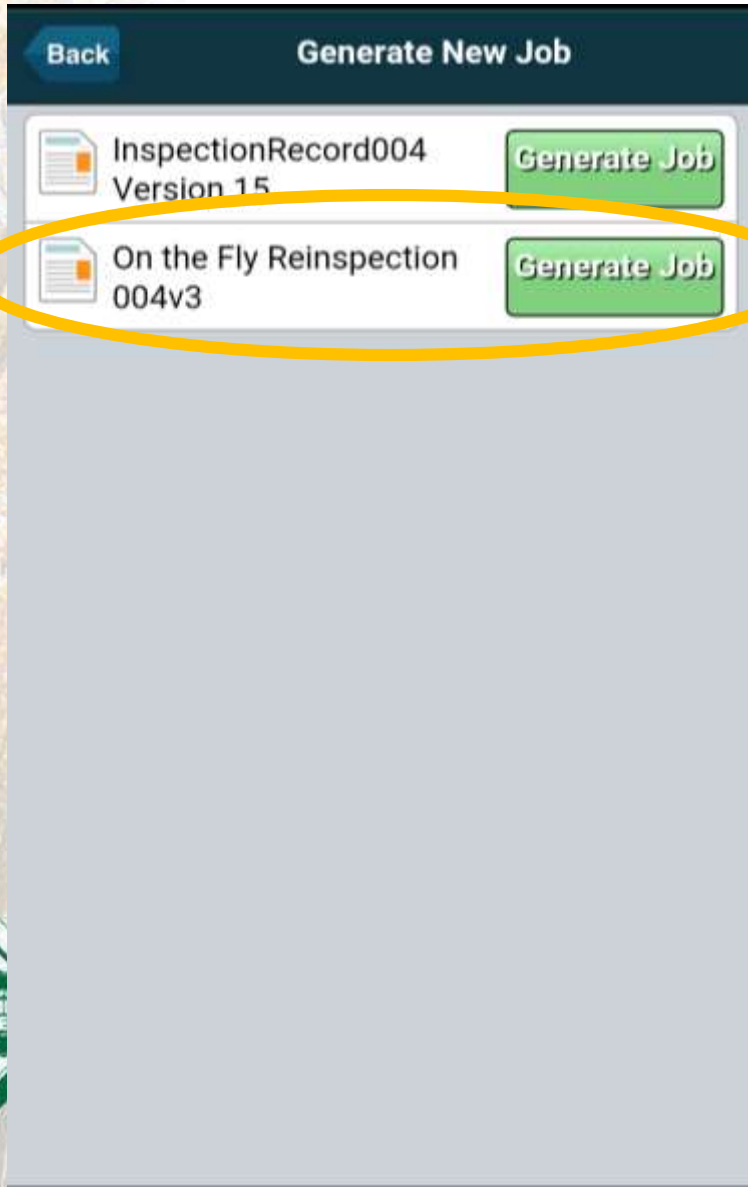 Back
Generate New Job
InspectionRecord004
Version 15
Generate Job
On the Fly Reinspection
004v3
Generate Job